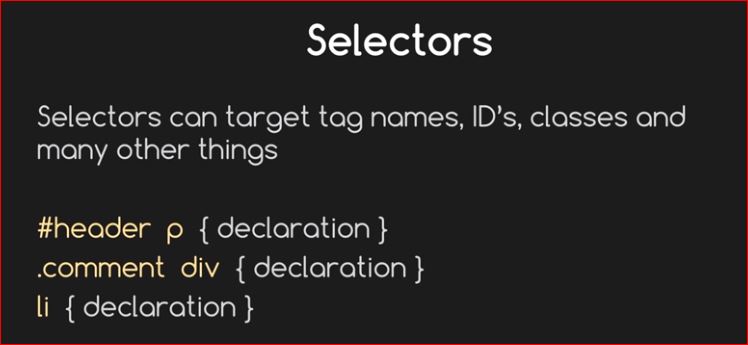 Selectors
Selectors can target tag names, ID's, classes and
many other things
#header p { declaration }
.comment div { declaration }
li { declaration }